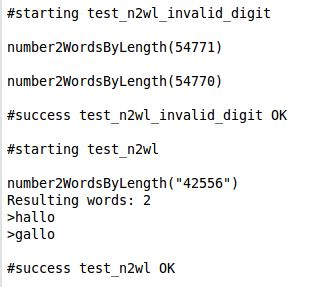 #starting test_n2wl_invalid_digit
number2WordsByLength(54771)
number2WordsByLength(54770)
#success test_n2wl_invalid_digit OK
#starting test_n2wl
number2WordsByLength("42556")
Resulting words: 2
>hallo
>gallo
#success test_n2wl OK